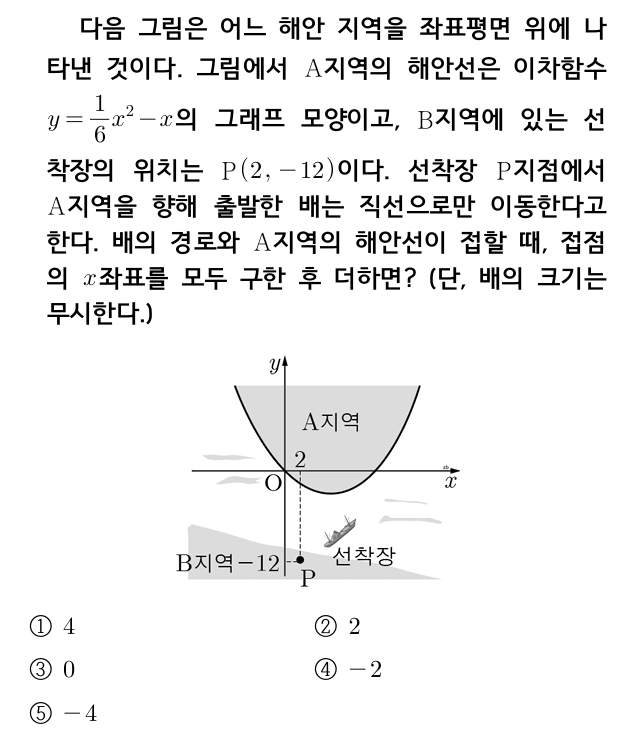 다음 그림은 어느 해안 지역을 좌표평면 위에 나
타낸 것이다. 그림에서 A지역의 해안선은 이차함수
y = \frac{1}{6}x² − x의 그래프 모양이고, B지역에 있는 선
착장의 위치는 P(2, −12)이다. 선착장 P지점에서
A지역을 향해 출발한 배는 직선으로만 이동한다고
한다. 배의 경로와 A지역의 해안선이 접할 때, 접점
의 x좌표를 모두 구한 후 더하면? (단, 배의 크기는
무시한다.)
y
A지역
2
O
x
B지역 −12
선착장
P
① 4
② 2
③ 0
④ −2
⑤ −4